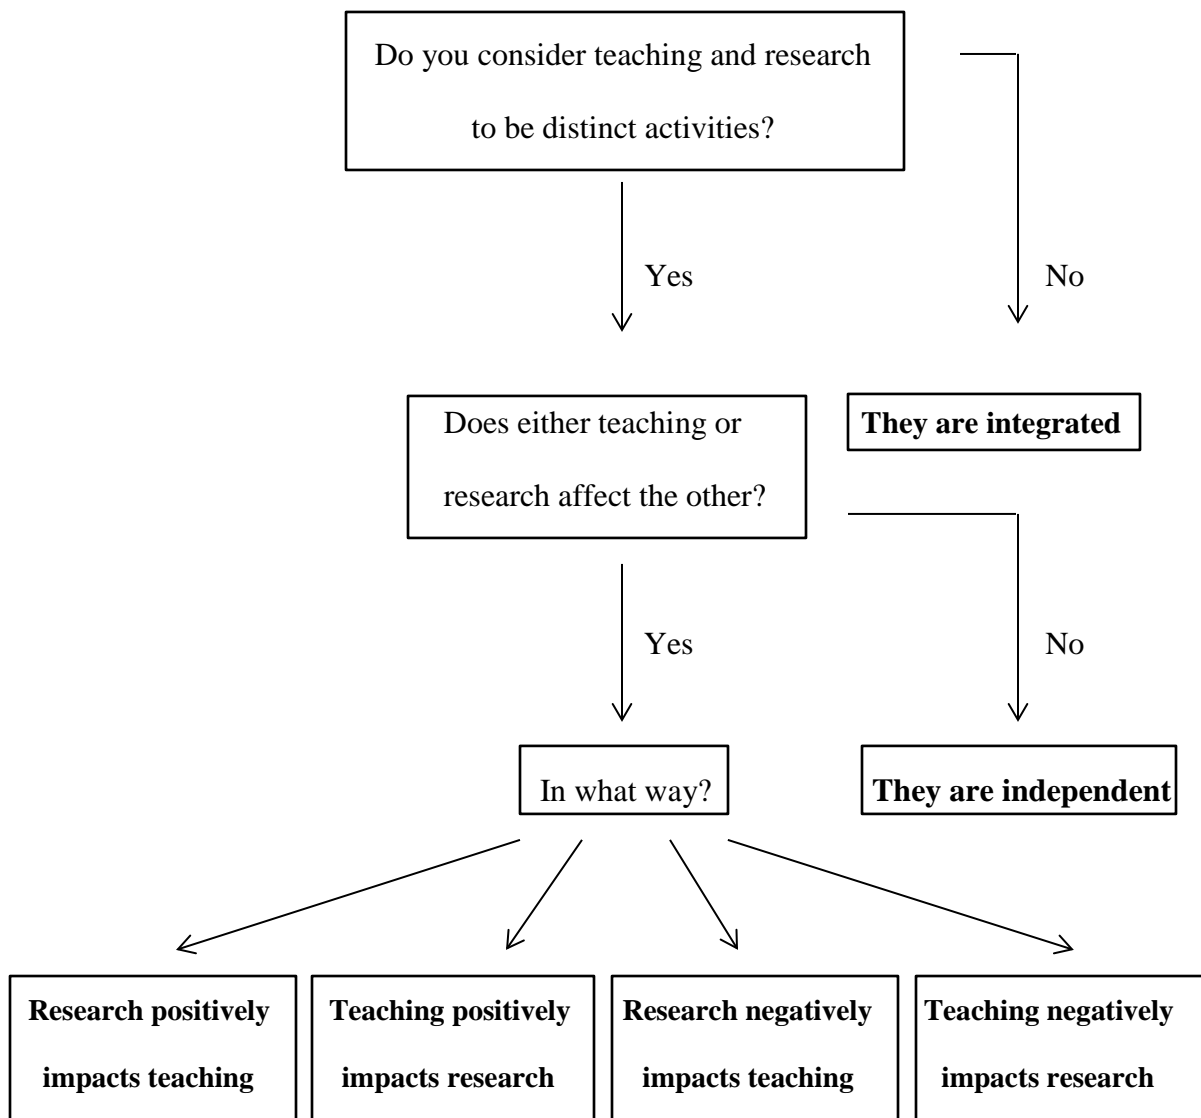 Do you consider teaching and research
to be distinct activities?
Yes
No
Does either teaching or
research affect the other?
They are integrated
Yes
No
In what way?
They are independent
Research positively
impacts teaching
Teaching positively
impacts research
Research negatively
impacts teaching
Teaching negatively
impacts research